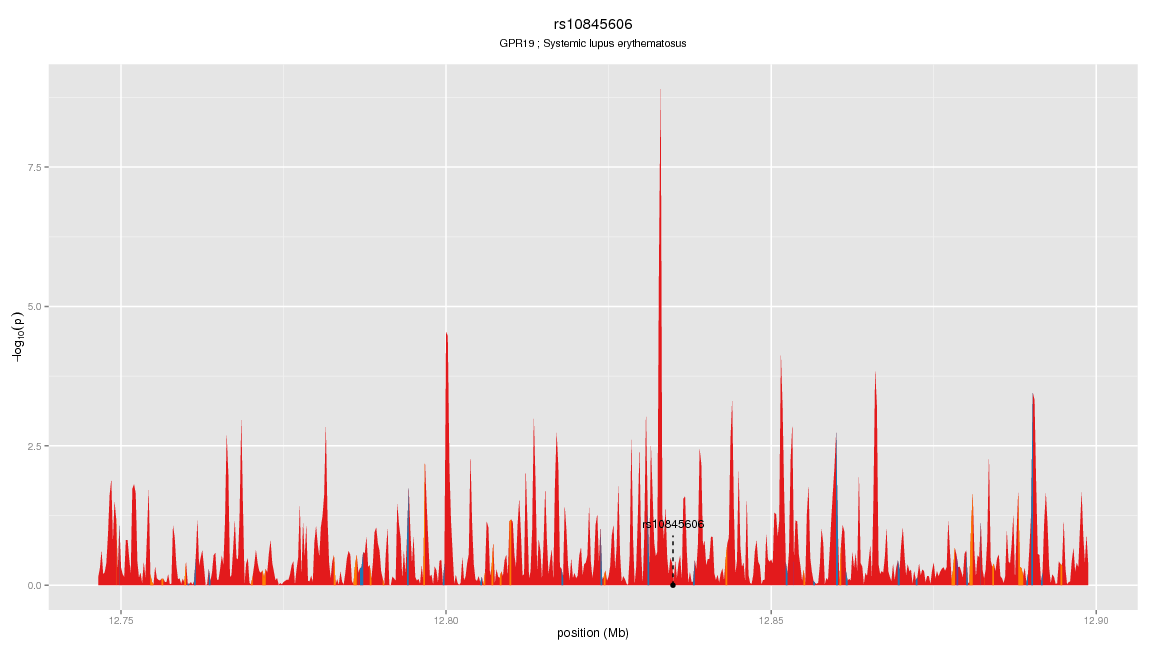 rs10845606
GPR19 ; Systemic lupus erythematosus
7.5
5.0
2.5
0.0
−log10(p)
rs10845606
12.75
12.80
12.85
12.90
position (Mb)